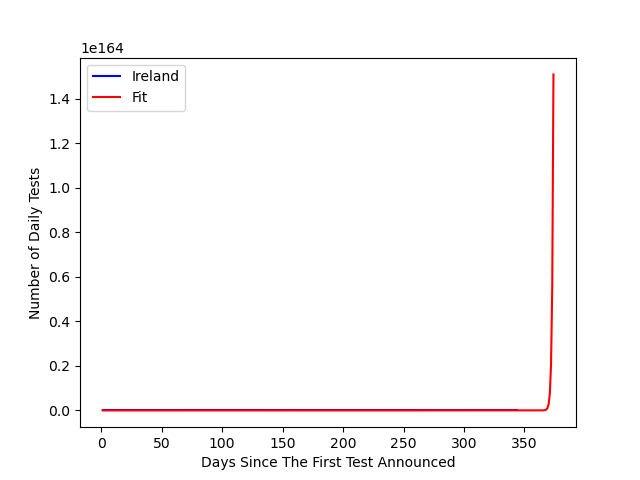 1e164
Ireland
Fit
1.4
1.2
1.0
0.8
0.6
0.4
0.2
0.0
Number of Daily Tests
0 50 100 150 200 250 300 350
Days Since The First Test Announced